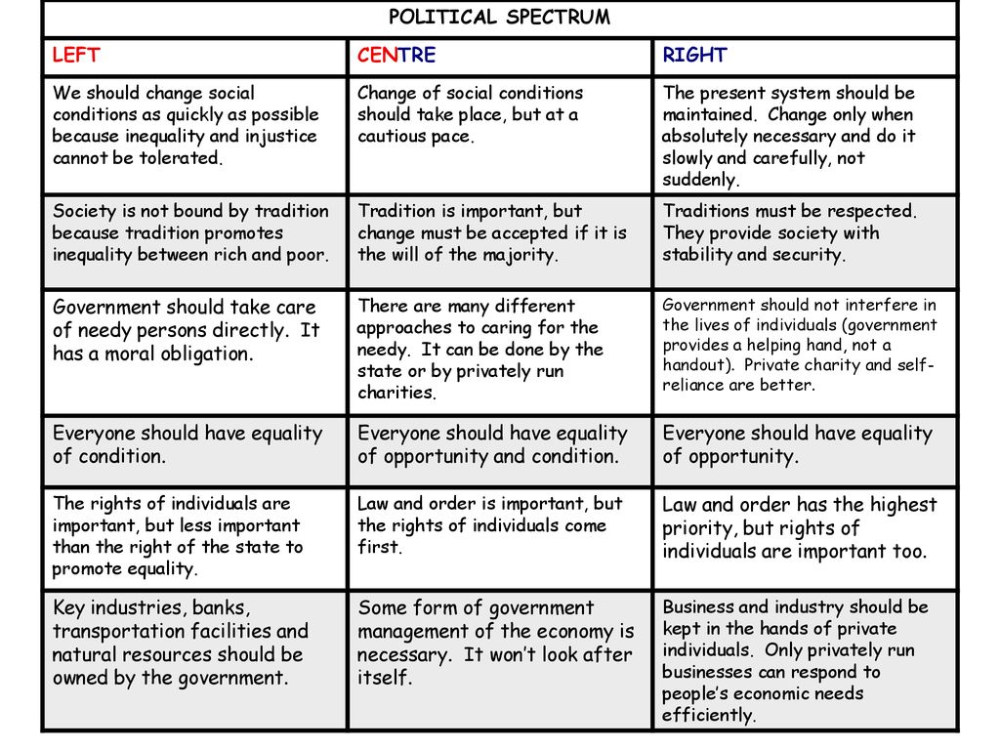 POLITICAL SPECTRUM
LEFT
CENTRE
RIGHT
We should change social
conditions as quickly as possible
because inequality and injustice
cannot be tolerated.
Change of social conditions
should take place, but at a
cautious pace.
The present system should be
maintained.  Change only when
absolutely necessary and do it
slowly and carefully, not
suddenly.
Society is not bound by tradition
because tradition promotes
inequality between rich and poor.
Tradition is important, but
change must be accepted if it is
the will of the majority.
Traditions must be respected.
They provide society with
stability and security.
Government should take care
of needy persons directly.  It
has a moral obligation.
There are many different
approaches to caring for the
needy.  It can be done by the
state or by privately run
charities.
Government should not interfere in
the lives of individuals (government
provides a helping hand, not a
handout).  Private charity and self-
reliance are better.
Everyone should have equality
of condition.
Everyone should have equality
of opportunity and condition.
Everyone should have equality
of opportunity.
The rights of individuals are
important, but less important
than the right of the state to
promote equality.
Law and order is important, but
the rights of individuals come
first.
Law and order has the highest
priority, but rights of
individuals are important too.
Key industries, banks,
transportation facilities and
natural resources should be
owned by the government.
Some form of government
management of the economy is
necessary.  It won't look after
itself.
Business and industry should be
kept in the hands of private
individuals.  Only privately run
businesses can respond to
people's economic needs
efficiently.